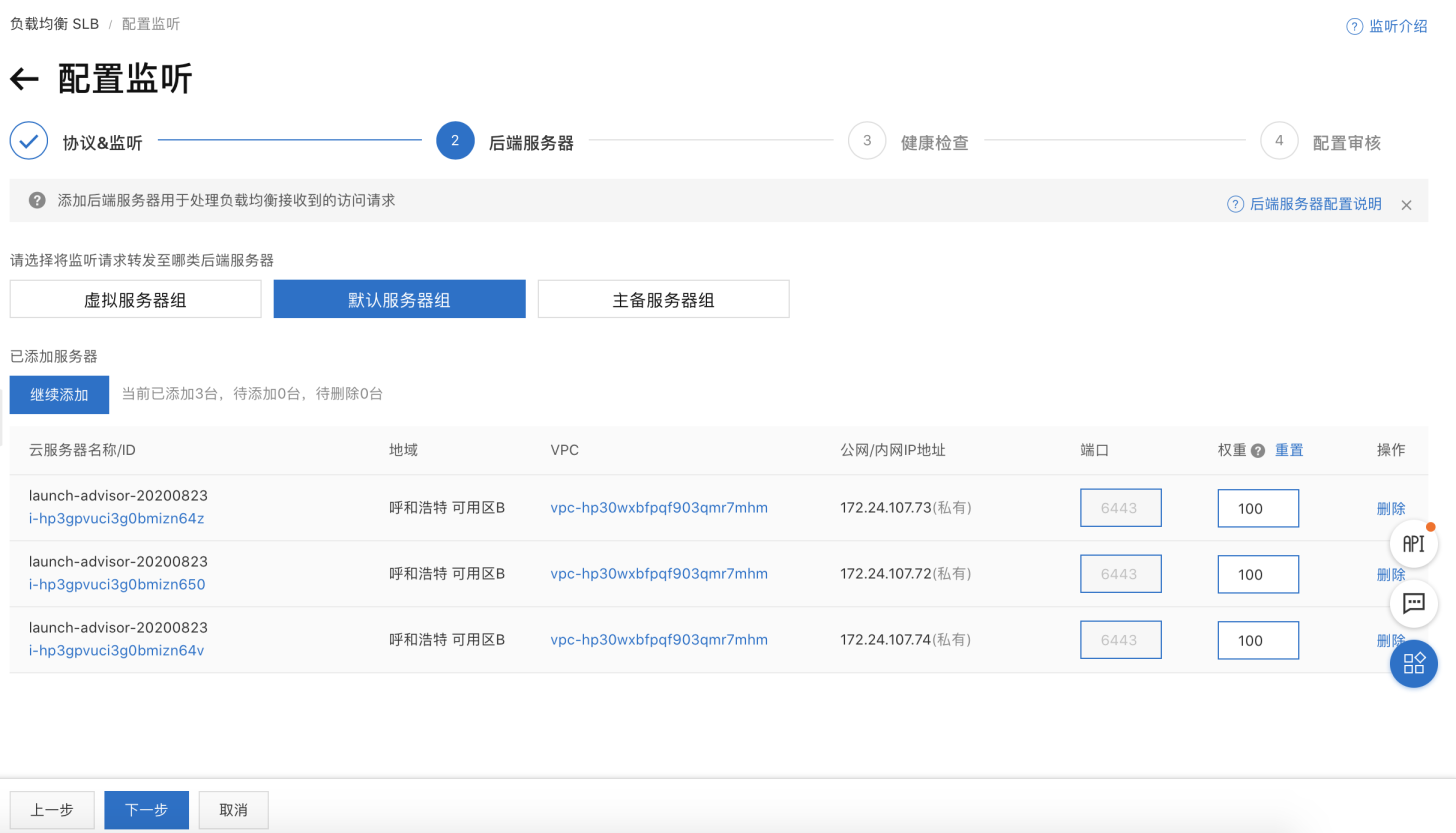 负载均衡 SLB / 配置监听
监听介绍
配置监听
协议&监听 2 后端服务器 3 健康检查 4 配置审核
添加后端服务器用于处理负载均衡接收到的访问请求 后端服务器配置说明
请选择将监听请求转发至哪类后端服务器
虚拟服务器组 默认服务器组 主备服务器组
已添加服务器
继续添加 当前已添加3台，待添加0台，待删除0台
云服务器名称/ID 地域 VPC 公网/内网IP地址 端口 权重 重置 操作
launch-advisor-20200823
i-hp3gpvuci3g0bmizn64z 呼和浩特 可用区B vpc-hp30wxbfpqf903qmr7mhm 172.24.107.73(私有) 6443 100 删除
launch-advisor-20200823
i-hp3gpvuci3g0bmizn650 呼和浩特 可用区B vpc-hp30wxbfpqf903qmr7mhm 172.24.107.72(私有) 6443 100 删除
launch-advisor-20200823
i-hp3gpvuci3g0bmizn64v 呼和浩特 可用区B vpc-hp30wxbfpqf903qmr7mhm 172.24.107.74(私有) 6443 100 删除
API
上一步 下一步 取消